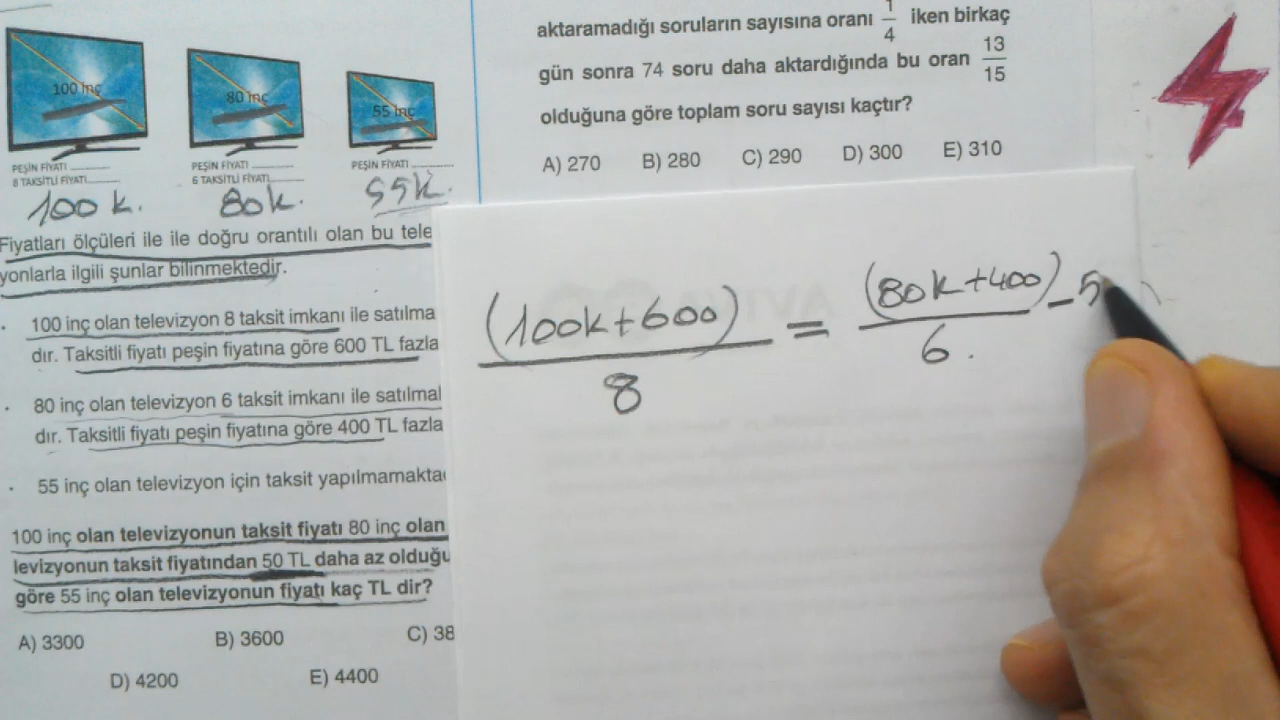 100 inç
80 inç
55 inç
PEŞİN FİYATI
8 TAKSİTLİ FİYATI
PEŞİN FİYATI
6 TAKSİTLİ FİYATI
PEŞİN FİYATI
100 k.
80k.
55k.
Fiyatları ölçüleri ile ile doğru orantılı olan bu tele
yonlarla ilgili şunlar bilinmektedir.
. 100 inç olan televizyon 8 taksit imkanı ile satılma
dır. Taksitli fiyatı peşin fiyatına göre 600 TL fazla
. 80 inç olan televizyon 6 taksit imkanı ile satılmal
dır. Taksitli fiyatı peşin fiyatına göre 400 TL fazla
. 55 inç olan televizyon için taksit yapılmamakta
100 inç olan televizyonun taksit fiyatı 80 inç olan
levizyonun taksit fiyatından 50 TL daha az olduğu
göre 55 inç olan televizyonun fiyatı kaç TL dir?
A) 3300 B) 3600 C) 38
D) 4200 E) 4400
aktaramadığı soruların sayısına oranı 1/4 iken birkaç
gün sonra 74 soru daha aktardığında bu oran 13/15
olduğuna göre toplam soru sayısı kaçtır?
A) 270 B) 280 C) 290 D) 300 E) 310
(100k+600)/8 = (80k+400)/6. - 5